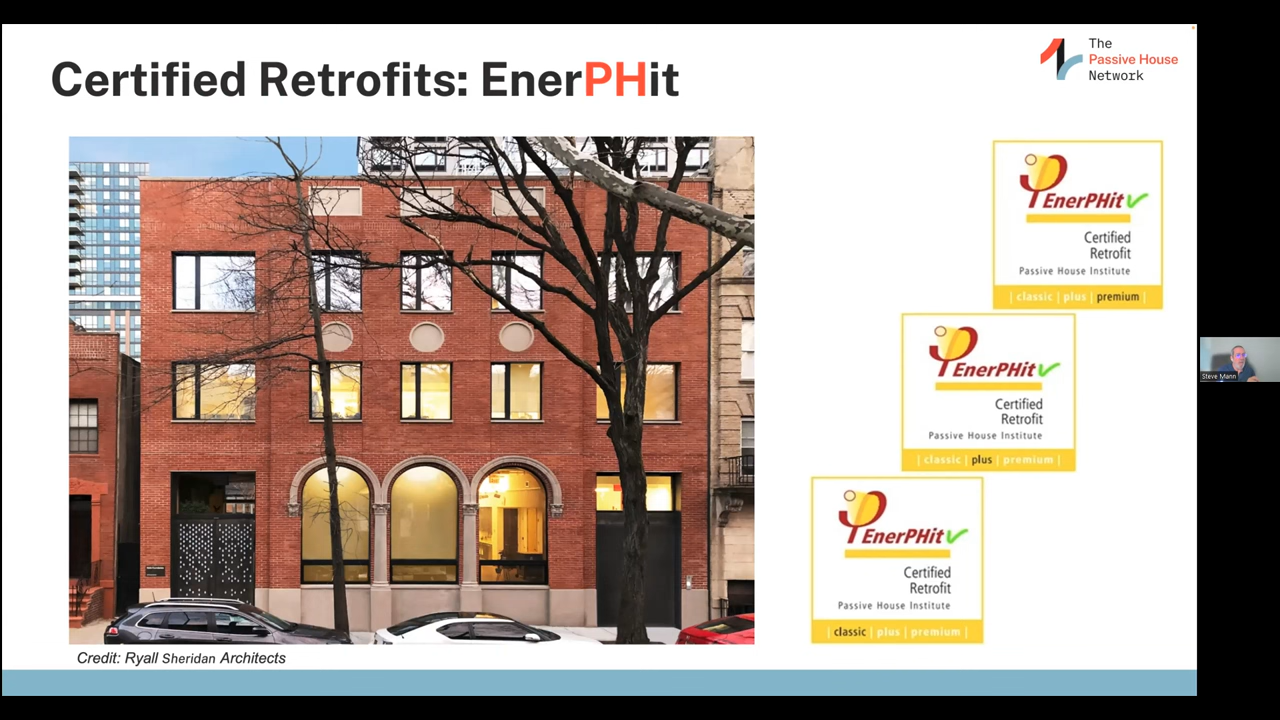 Certified Retrofits: EnerPHit
The
Passive House
Network
EnerPHit
Certified
Retrofit
Passive House Institute
| classic | plus | premium |
EnerPHit
Certified
Retrofit
Passive House Institute
| classic | plus | premium |
EnerPHit
Certified
Retrofit
Passive House Institute
| classic | plus | premium |
Credit: Ryall Sheridan Architects
Steve Mann